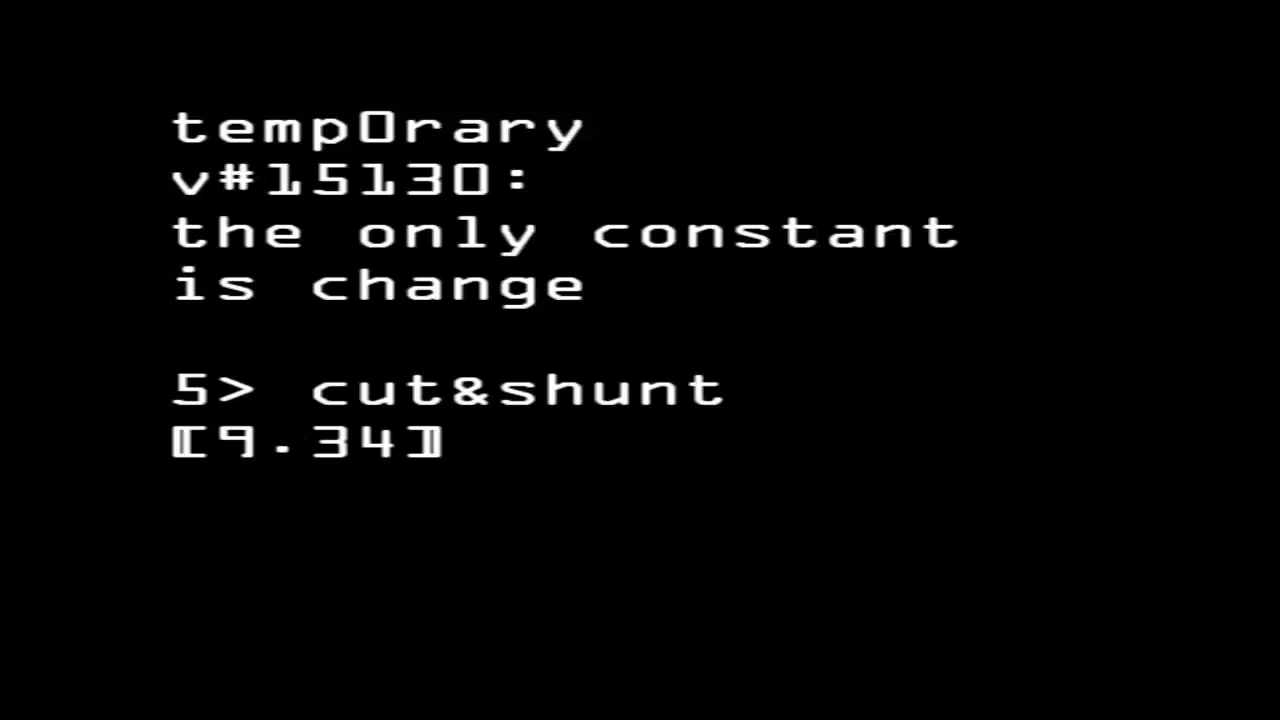 temp0rary
v#15130:
the only constant
is change
5> cut&shunt
[9.34]